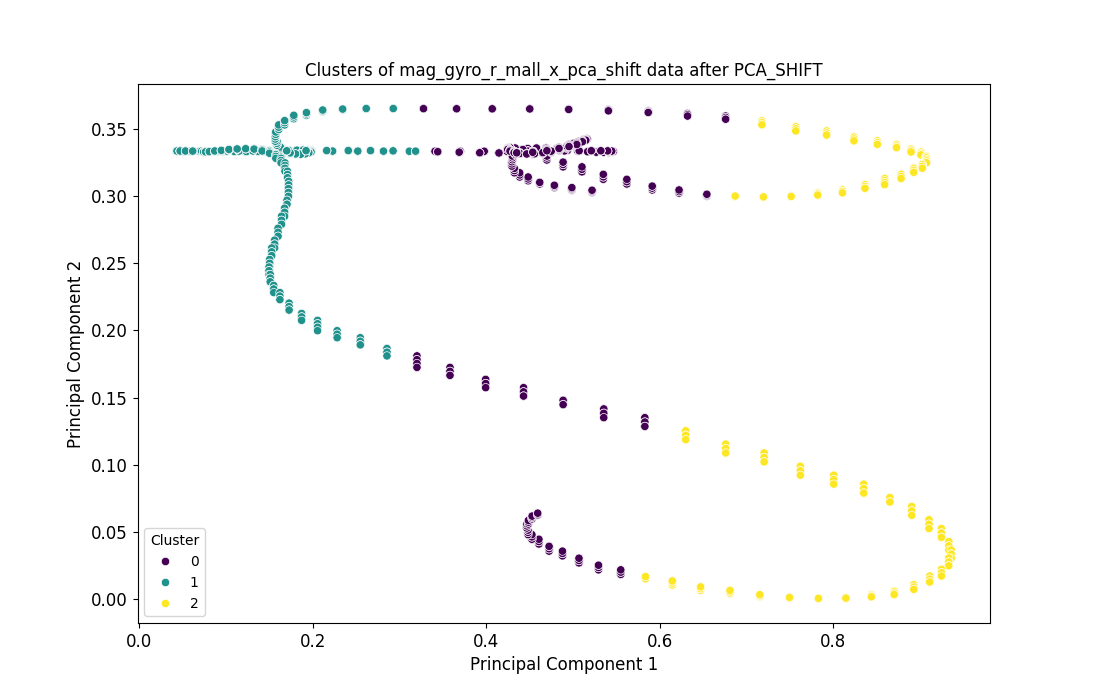 Clusters of mag_gyro_r_mall_x_pca_shift data after PCA_SHIFT
0.35
0.30
0.25
0.20
0.15
0.10
0.05
0.00
Principal Component 2
Cluster
0
1
2
0.0 0.2 0.4 0.6 0.8
Principal Component 1